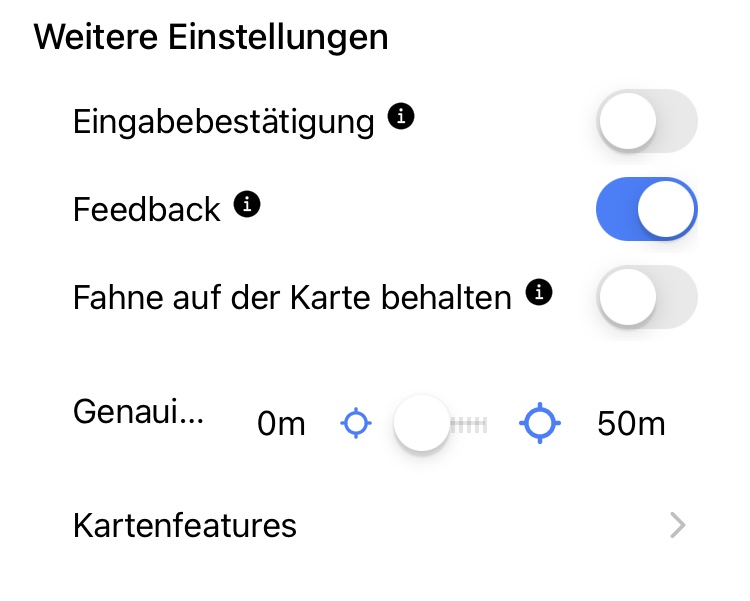 Weitere Einstellungen
Eingabebestätigung
Feedback
Fahne auf der Karte behalten
Genaui... 0m 50m
Kartenfeatures